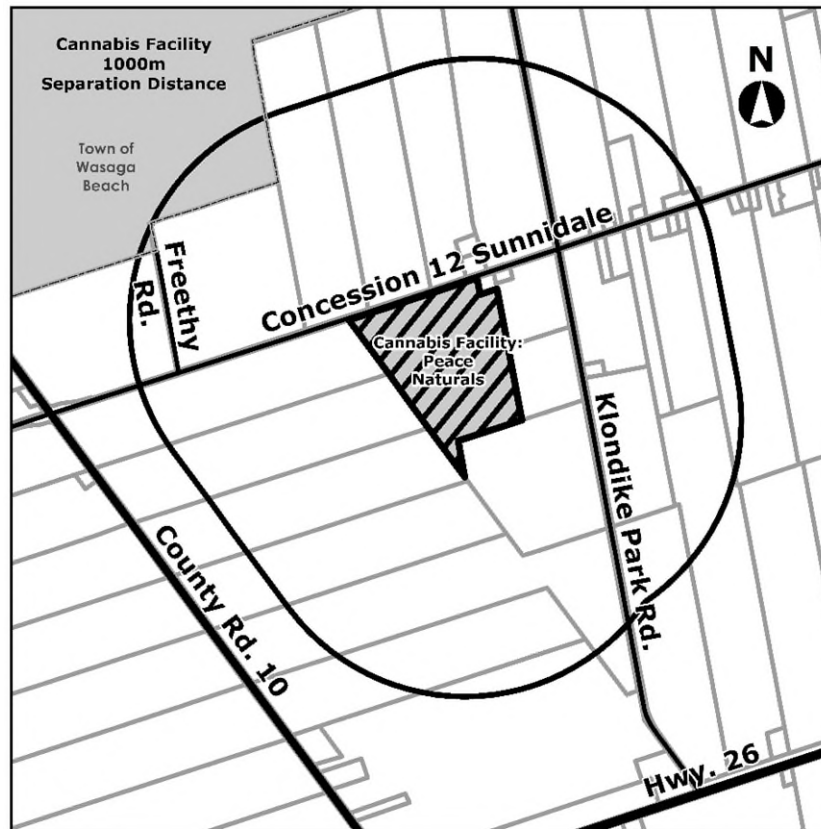 Cannabis Facility
1000m
Separation Distance
N
Town of
Wasaga
Beach
Freethy
Rd.
Concession 12 Sunnidale
Cannabis Facility:
Peace
Naturals
Klondike Park Rd.
County Rd. 10
Hwy. 26